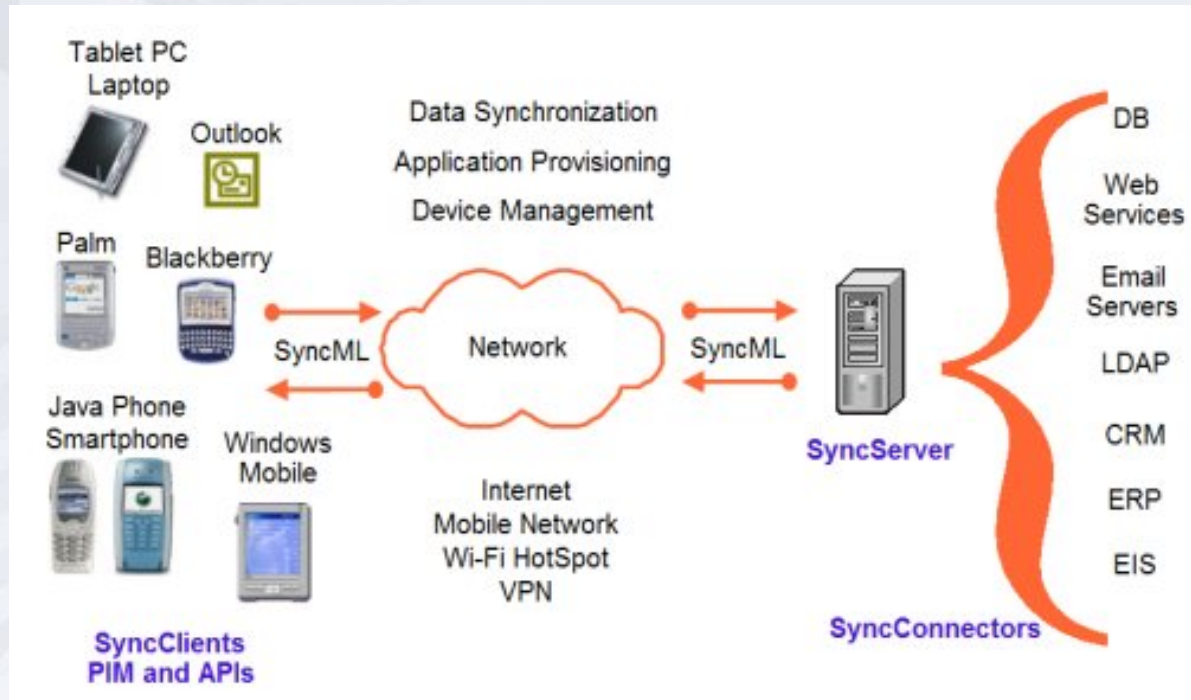 Tablet PC
Laptop
Outlook
Palm
Blackberry
Java Phone
Smartphone
Windows
Mobile
SyncClients
PIM and APIs
Data Synchronization
Application Provisioning
Device Management
SyncML
Network
SyncML
Internet
Mobile Network
Wi-Fi HotSpot
VPN
SyncServer
SyncConnectors
DB
Web
Services
Email
Servers
LDAP
CRM
ERP
EIS